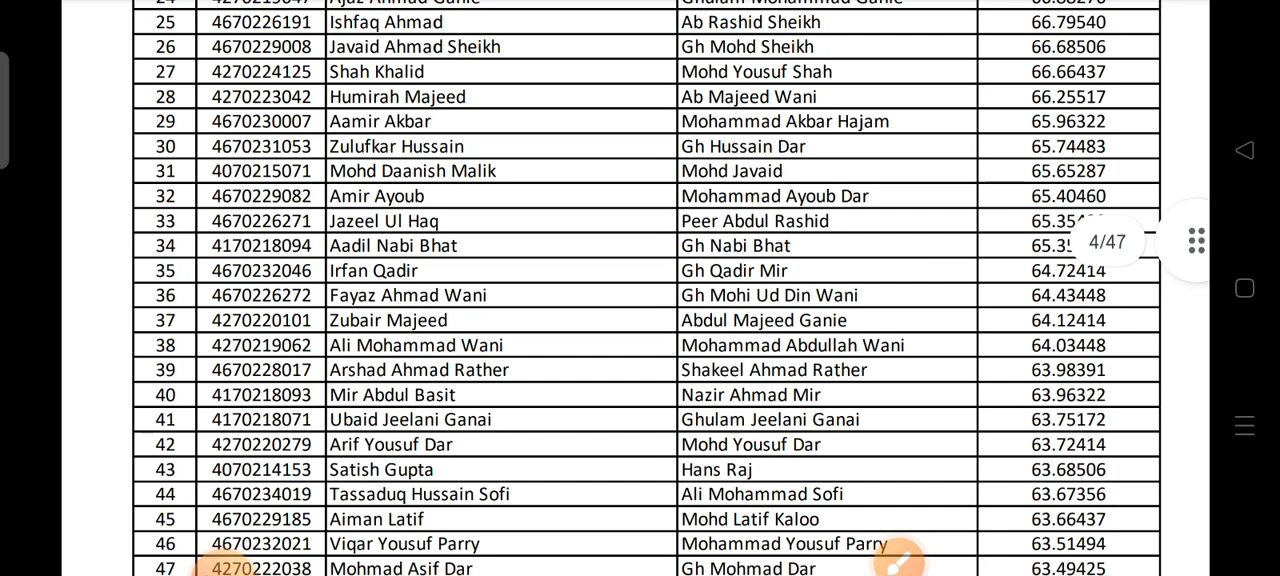 25 4670226191 Ishfaq Ahmad Ab Rashid Sheikh 66.79540
26 4670229008 Javaid Ahmad Sheikh Gh Mohd Sheikh 66.68506
27 4270224125 Shah Khalid Mohd Yousuf Shah 66.66437
28 4270223042 Humirah Majeed Ab Majeed Wani 66.25517
29 4670230007 Aamir Akbar Mohammad Akbar Hajam 65.96322
30 4670231053 Zulufkar Hussain Gh Hussain Dar 65.74483
31 4070215071 Mohd Daanish Malik Mohd Javaid 65.65287
32 4670229082 Amir Ayoub Mohammad Ayoub Dar 65.40460
33 4670226271 Jazeel Ul Haq Peer Abdul Rashid
34 4170218094 Aadil Nabi Bhat Gh Nabi Bhat
4/47
35 4670232046 Irfan Qadir Gh Qadir Mir 64.72414
36 4670226272 Fayaz Ahmad Wani Gh Mohi Ud Din Wani 64.43448
37 4270220101 Zubair Majeed Abdul Majeed Ganie 64.12414
38 4270219062 Ali Mohammad Wani Mohammad Abdullah Wani 64.03448
39 4670228017 Arshad Ahmad Rather Shakeel Ahmad Rather 63.98391
40 4170218093 Mir Abdul Basit Nazir Ahmad Mir 63.96322
41 4170218071 Ubaid Jeelani Ganai Ghulam Jeelani Ganai 63.75172
42 4270220279 Arif Yousuf Dar Mohd Yousuf Dar 63.72414
43 4070214153 Satish Gupta Hans Raj 63.68506
44 4670234019 Tassaduq Hussain Sofi Ali Mohammad Sofi 63.67356
45 4670229185 Aiman Latif Mohd Latif Kaloo 63.66437
46 4670232021 Viqar Yousuf Parry Mohammad Yousuf Parry 63.51494
47 4270222038 Mohmad Asif Dar Gh Mohmad Dar 63.49425